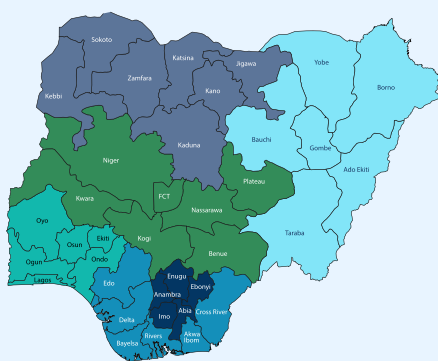 Sokoto
Katsina
Jigawa
Yobe
Borno
Zamfara
Kano
Kebbi
Kaduna
Bauchi
Gombe
Ado Ekiti
Niger
Plateau
FCT
Kwara
Nassarawa
Taraba
Oyo
Kogi
Osun
Ekiti
Benue
Ogun
Ondo
Lagos
Edo
Enugu
Ebonyi
Anambra
Delta
Imo
Abia
Cross River
Bayelsa
Rivers
Akwa
Ibom